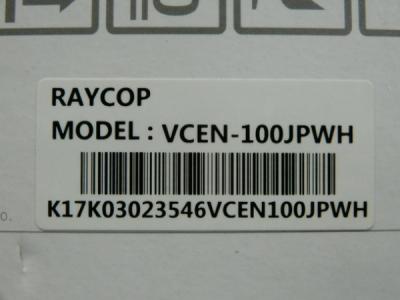 RAYCOP
MODEL : VCEN-100JPWH
K17K03023546VCEN100JPWH
o.